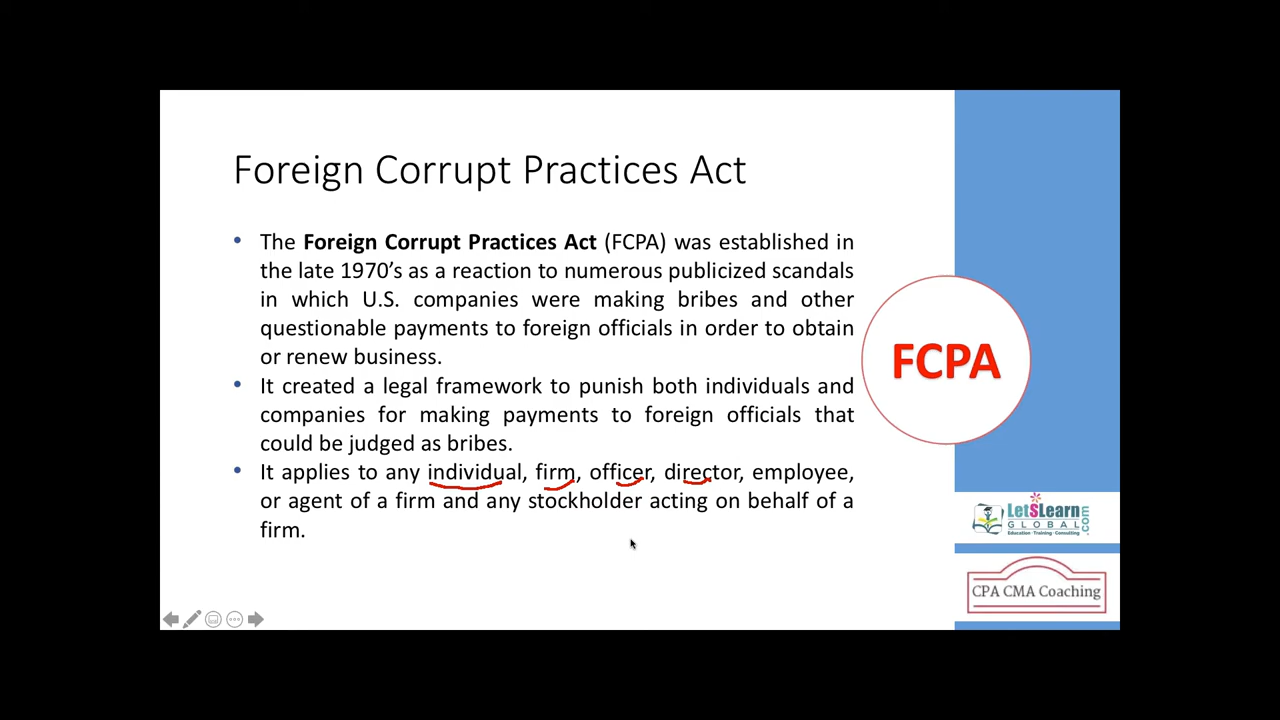 Foreign Corrupt Practices Act
• The Foreign Corrupt Practices Act (FCPA) was established in
the late 1970’s as a reaction to numerous publicized scandals
in which U.S. companies were making bribes and other
questionable payments to foreign officials in order to obtain
or renew business.
• It created a legal framework to punish both individuals and
companies for making payments to foreign officials that
could be judged as bribes.
• It applies to any individual, firm, officer, director, employee,
or agent of a firm and any stockholder acting on behalf of a
firm.
FCPA
LetSLearn
GLOBAL.com
Education·Training·Consulting
CPA CMA Coaching